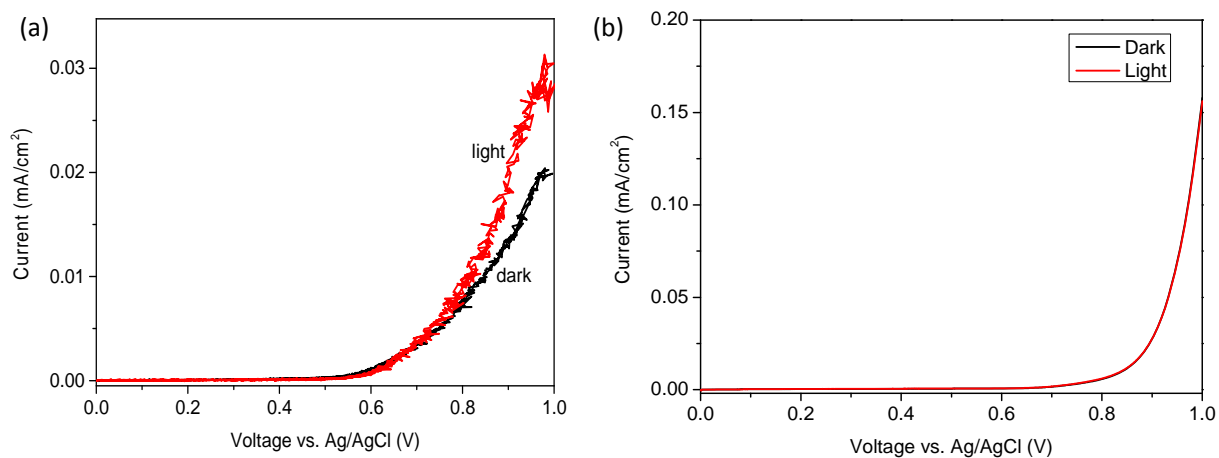 (a)
0.03
0.02
0.01
0.00
Current (mA/cm²)
light
dark
0.0 0.2 0.4 0.6 0.8 1.0
Voltage vs. Ag/AgCl (V)
(b)
0.20
0.15
0.10
0.05
0.00
Current (mA/cm²)
Dark
Light
0.0 0.2 0.4 0.6 0.8 1.0
Voltage vs. Ag/AgCl (V)